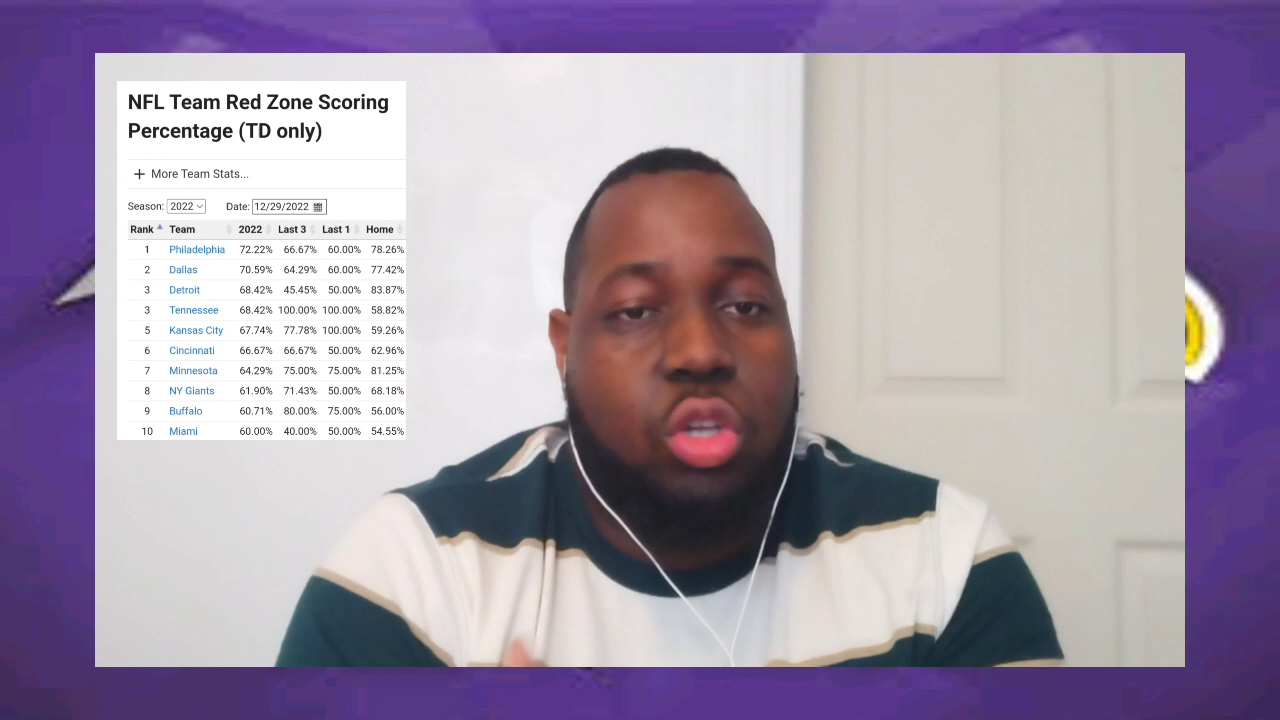 NFL Team Red Zone Scoring
Percentage (TD only)
+ More Team Stats...
Season: 2022 Date: 12/29/2022
Rank Team 2022 Last 3 Last 1 Home
1 Philadelphia 72.22% 66.67% 60.00% 78.26%
2 Dallas 70.59% 64.29% 60.00% 77.42%
3 Detroit 68.42% 45.45% 50.00% 83.87%
3 Tennessee 68.42% 100.00% 100.00% 58.82%
5 Kansas City 67.74% 77.78% 100.00% 59.26%
6 Cincinnati 66.67% 66.67% 50.00% 62.96%
7 Minnesota 64.29% 75.00% 75.00% 81.25%
8 NY Giants 61.90% 71.43% 50.00% 68.18%
9 Buffalo 60.71% 80.00% 75.00% 56.00%
10 Miami 60.00% 40.00% 50.00% 54.55%